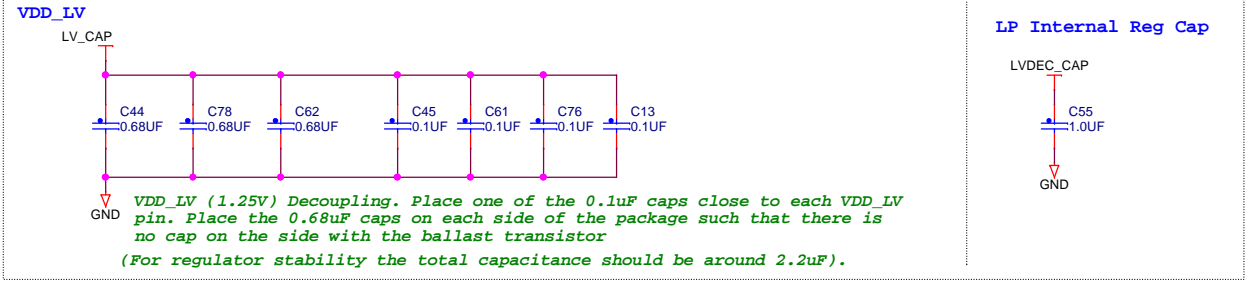 VDD_LV
LV_CAP
C44
0.68UF
C78
0.68UF
C62
0.68UF
C45
0.1UF
C61
0.1UF
C76
0.1UF
C13
0.1UF
GND
VDD_LV (1.25V) Decoupling. Place one of the 0.1uF caps close to each VDD_LV
pin. Place the 0.68uF caps on each side of the package such that there is
no cap on the side with the ballast transistor
(For regulator stability the total capacitance should be around 2.2uF).
LP Internal Reg Cap
LVDEC_CAP
C55
1.0UF
GND